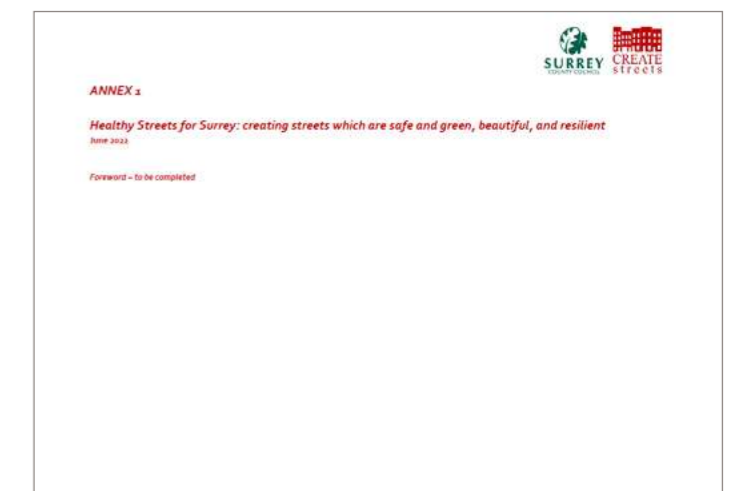 SURREY
COUNTY COUNCIL
CREATE
streets
ANNEX 1
Healthy Streets for Surrey: creating streets which are safe and green, beautiful, and resilient
June 2022
Foreword – to be completed